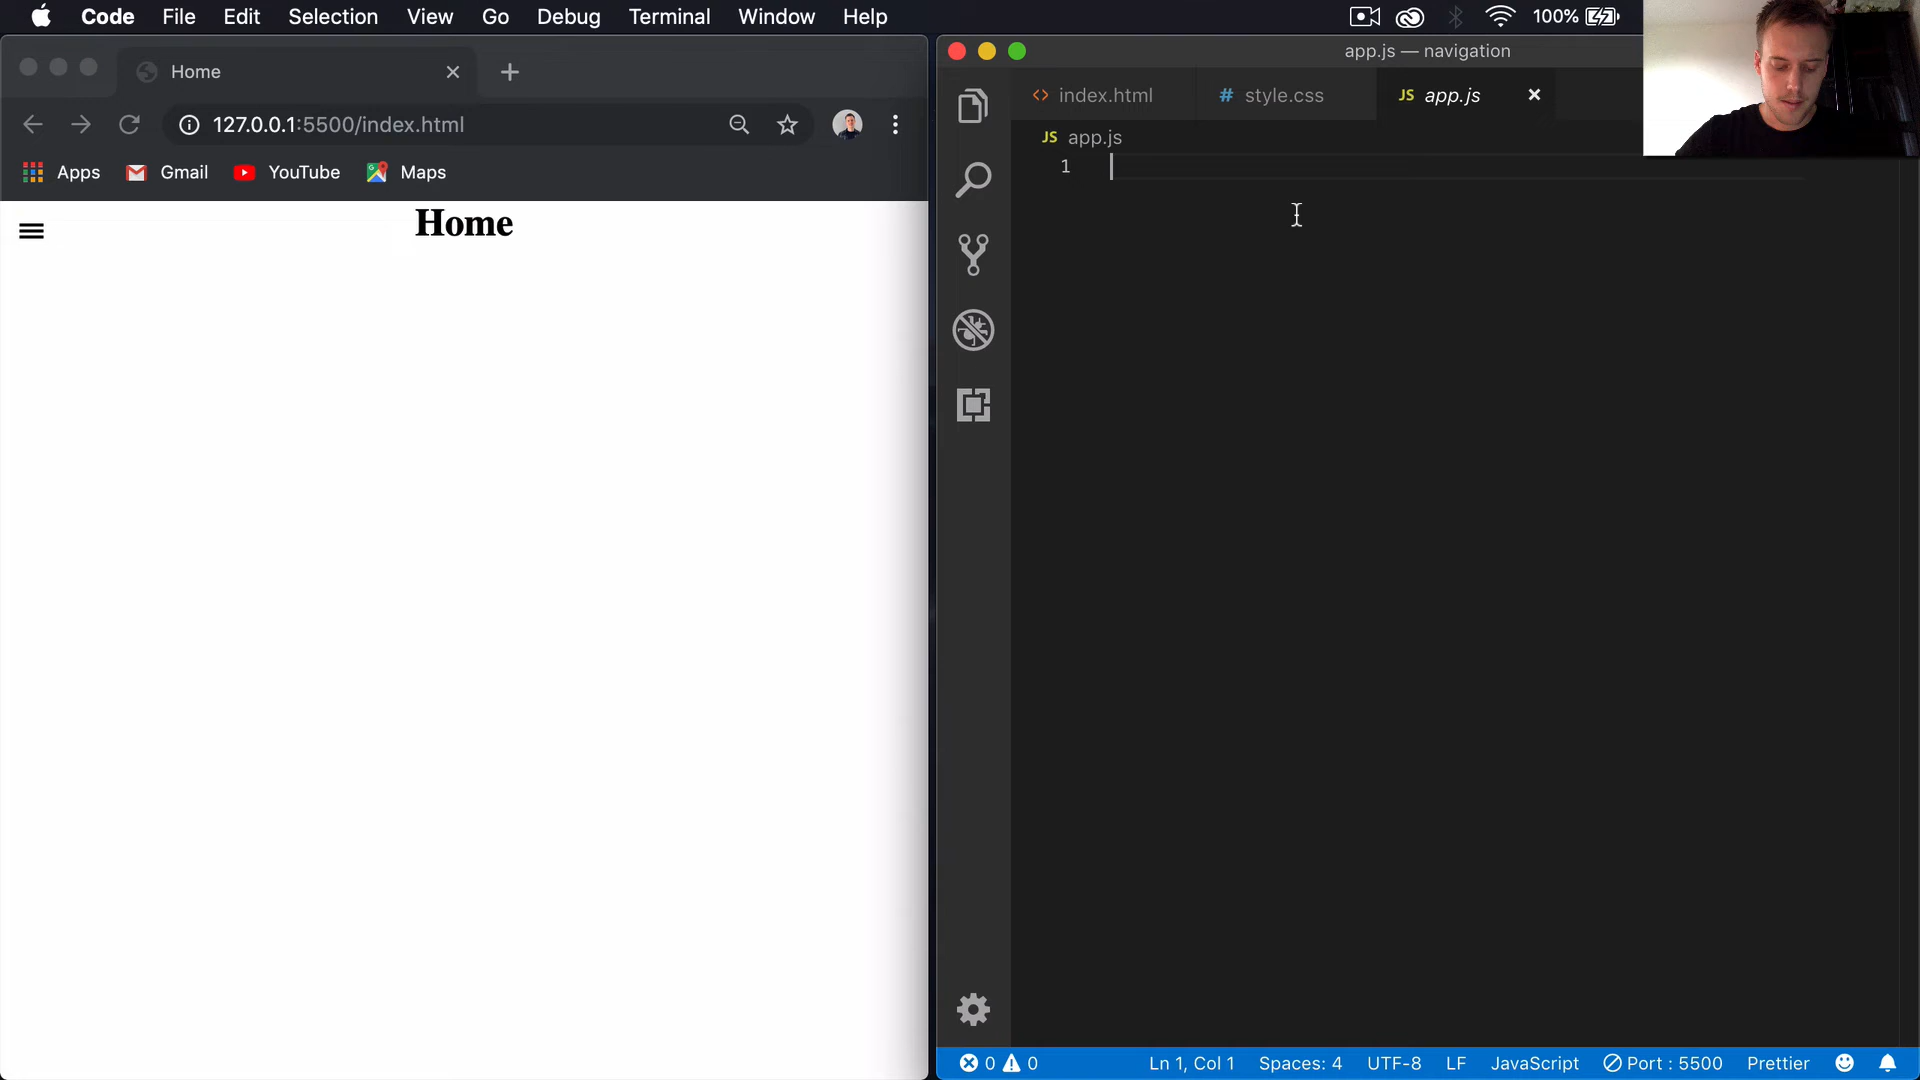 Code File Edit Selection View Go Debug Terminal Window Help 100%
Home
127.0.0.1:5500/index.html
Apps Gmail YouTube Maps
Home
app.js — navigation
<> index.html # style.css JS app.js
JS app.js
1
0 0 Ln 1, Col 1 Spaces: 4 UTF-8 LF JavaScript Port : 5500 Prettier